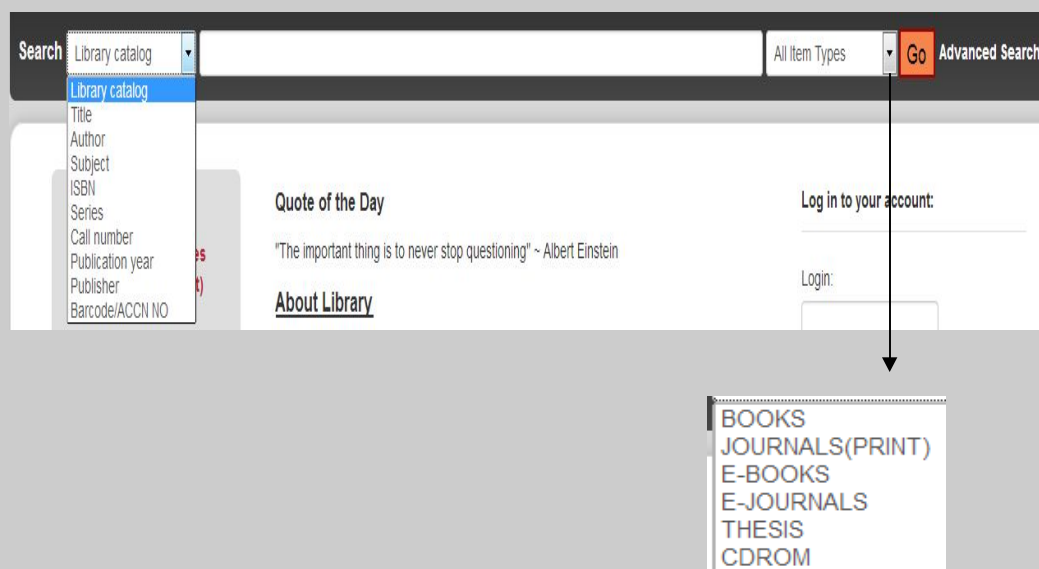 Search Library catalog All Item Types Go Advanced Search
Library catalog
Title
Author
Subject
ISBN
Series
Call number
Publication year
Publisher
Barcode/ACCN NO
es
t)
Quote of the Day
"The important thing is to never stop questioning" ~ Albert Einstein
About Library
Log in to your account:
Login:
BOOKS
JOURNALS(PRINT)
E-BOOKS
E-JOURNALS
THESIS
CDROM